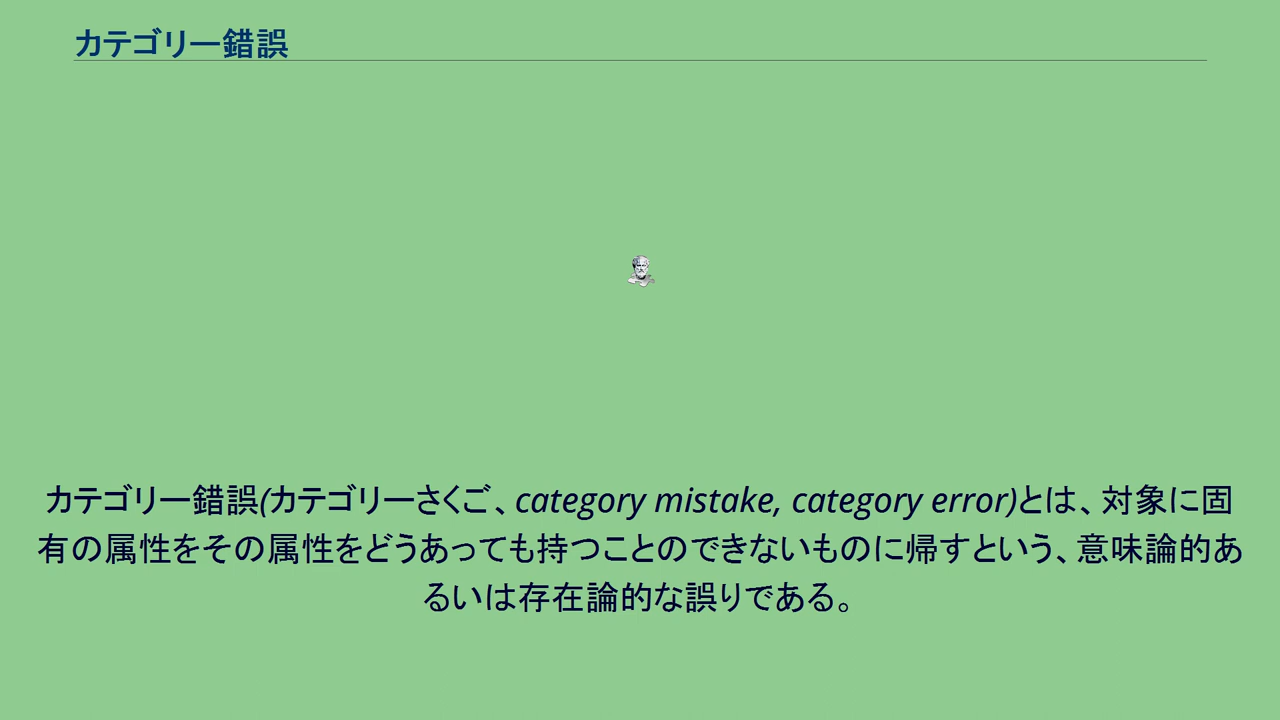 カテゴリー錯誤
カテゴリー錯誤(カテゴリーさくご、category mistake, category error)とは、対象に固
有の属性をその属性をどうあっても持つことのできないものに帰すという、意味論的あ
るいは存在論的な誤りである。